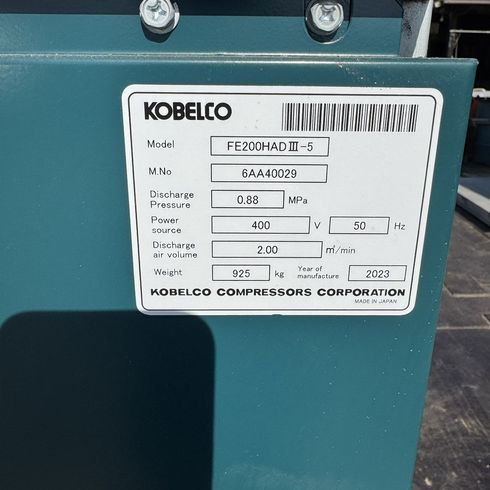 KOBELCO
Model FE200HADⅢ-5
M.No 6AA40029
Discharge Pressure 0.88 MPa
Power source 400 V 50 Hz
Discharge air volume 2.00 m³/min
Weight 925 kg Year of manufacture 2023
KOBELCO COMPRESSORS CORPORATION
MADE IN JAPAN